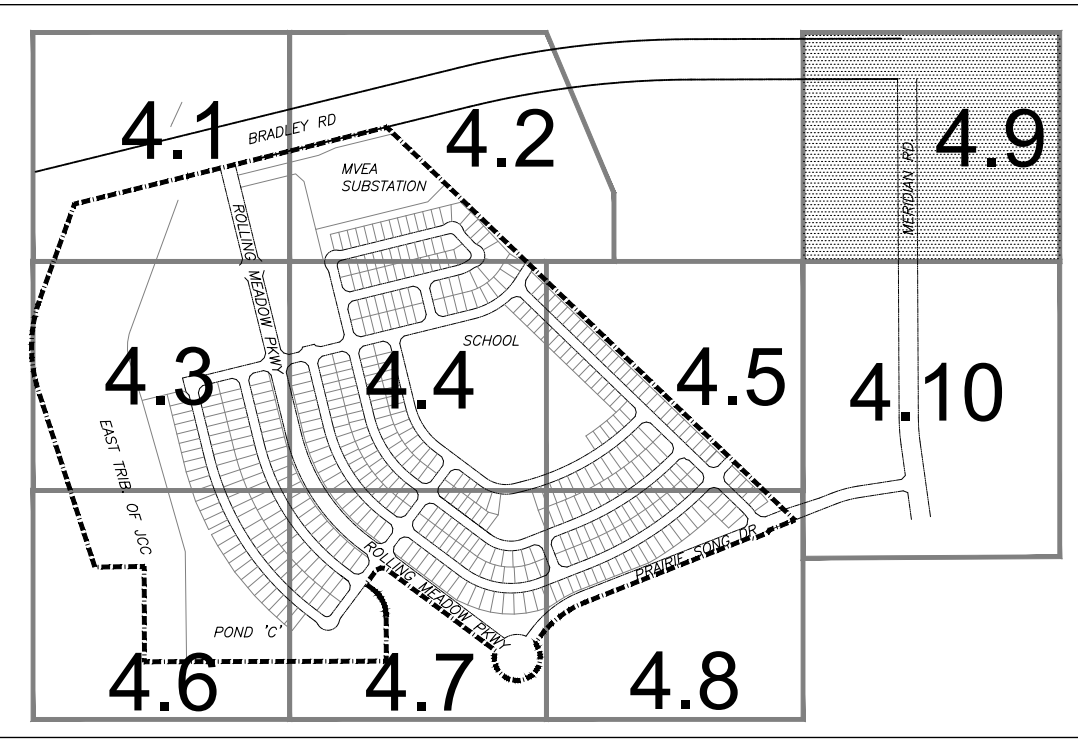 4.1
BRADLEY RD
4.2
4.9
MVEA
SUBSTATION
MERIDIAN RD
ROLLING MEADOW PKWY
SCHOOL
4.3
4.4
4.5
4.10
EAST TRIB. OF JCC
ROLLING MEADOW PKWY
PRAIRIE SONG DR
POND 'C'
4.6
4.7
4.8